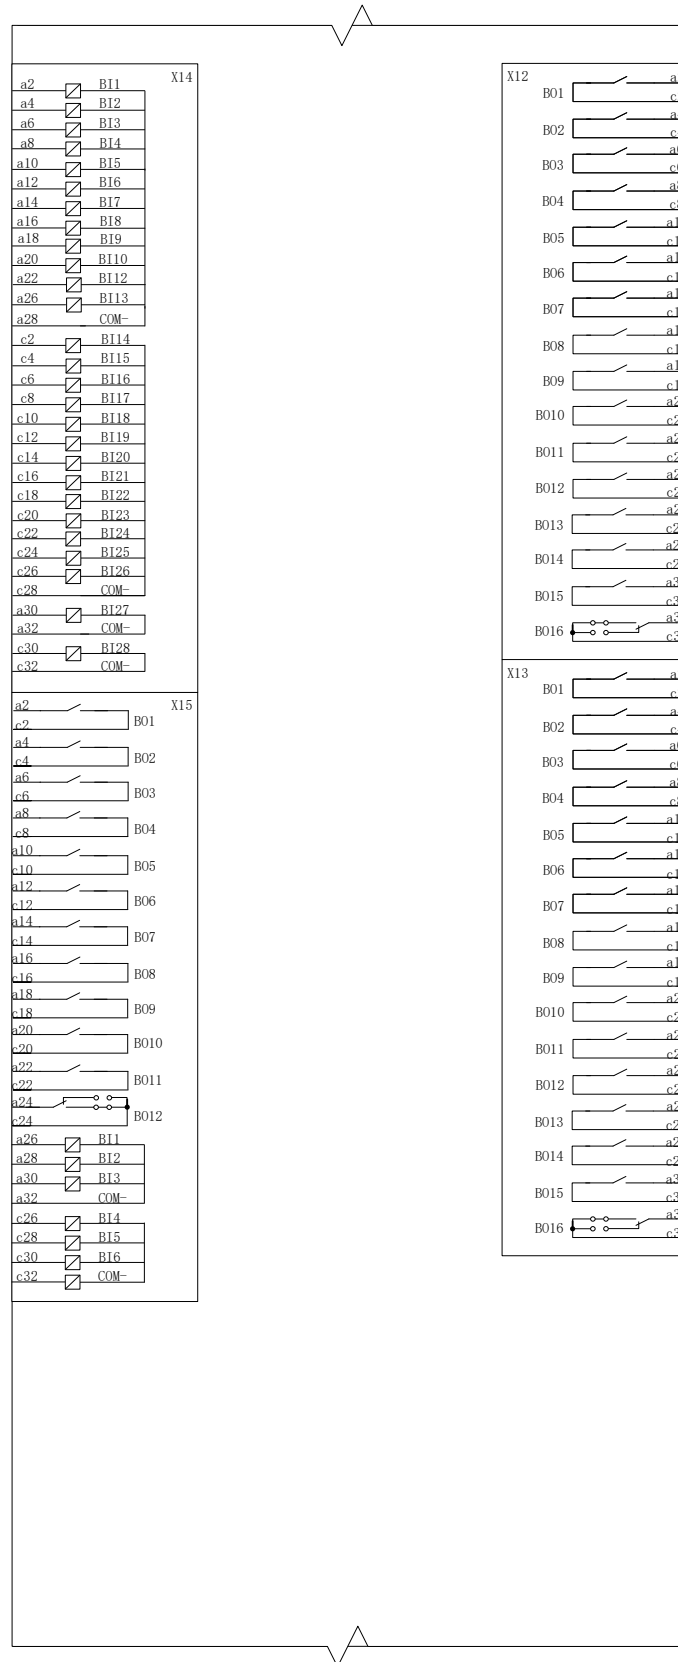 X14
a2 BI1
a4 BI2
a6 BI3
a8 BI4
a10 BI5
a12 BI6
a14 BI7
a16 BI8
a18 BI9
a20 BI10
a22 BI12
a26 BI13
a28 COM-
c2 BI14
c4 BI15
c6 BI16
c8 BI17
c10 BI18
c12 BI19
c14 BI20
c16 BI21
c18 BI22
c20 BI23
c22 BI24
c24 BI25
c26 BI26
c28 COM-
a30 BI27
a32 COM-
c30 BI28
c32 COM-
X15
a2
c2 BO1
a4
c4 BO2
a6
c6 BO3
a8
c8 BO4
a10
c10 BO5
a12
c12 BO6
a14
c14 BO7
a16
c16 BO8
a18
c18 BO9
a20
c20 BO10
a22
c22 BO11
a24
c24 BO12
a26 BI1
a28 BI2
a30 BI3
a32 COM-
c26 BI4
c28 BI5
c30 BI6
c32 COM-
X12
BO1
BO2
BO3
BO4
BO5
BO6
BO7
BO8
BO9
BO10
BO11
BO12
BO13
BO14
BO15
BO16
X13
BO1
BO2
BO3
BO4
BO5
BO6
BO7
BO8
BO9
BO10
BO11
BO12
BO13
BO14
BO15
BO16